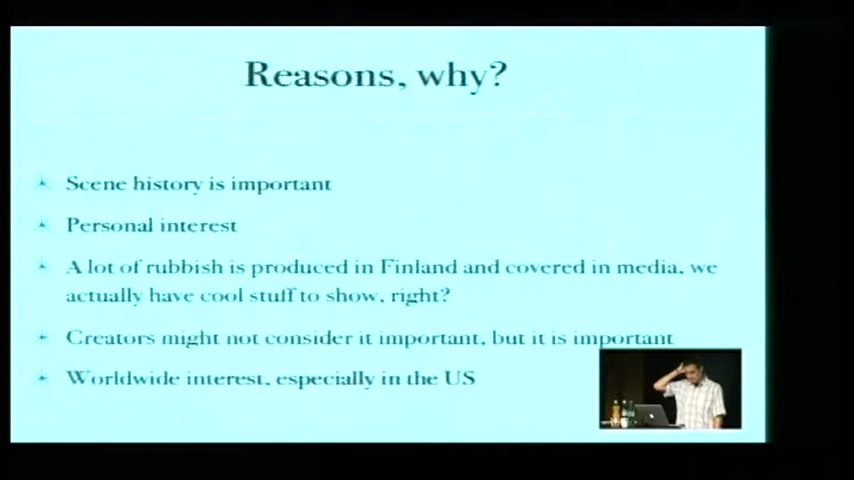 Reasons, why?
Scene history is important
Personal interest
A lot of rubbish is produced in Finland and covered in media, we
actually have cool stuff to show, right?
Creators might not consider it important, but it is important
Worldwide interest, especially in the US